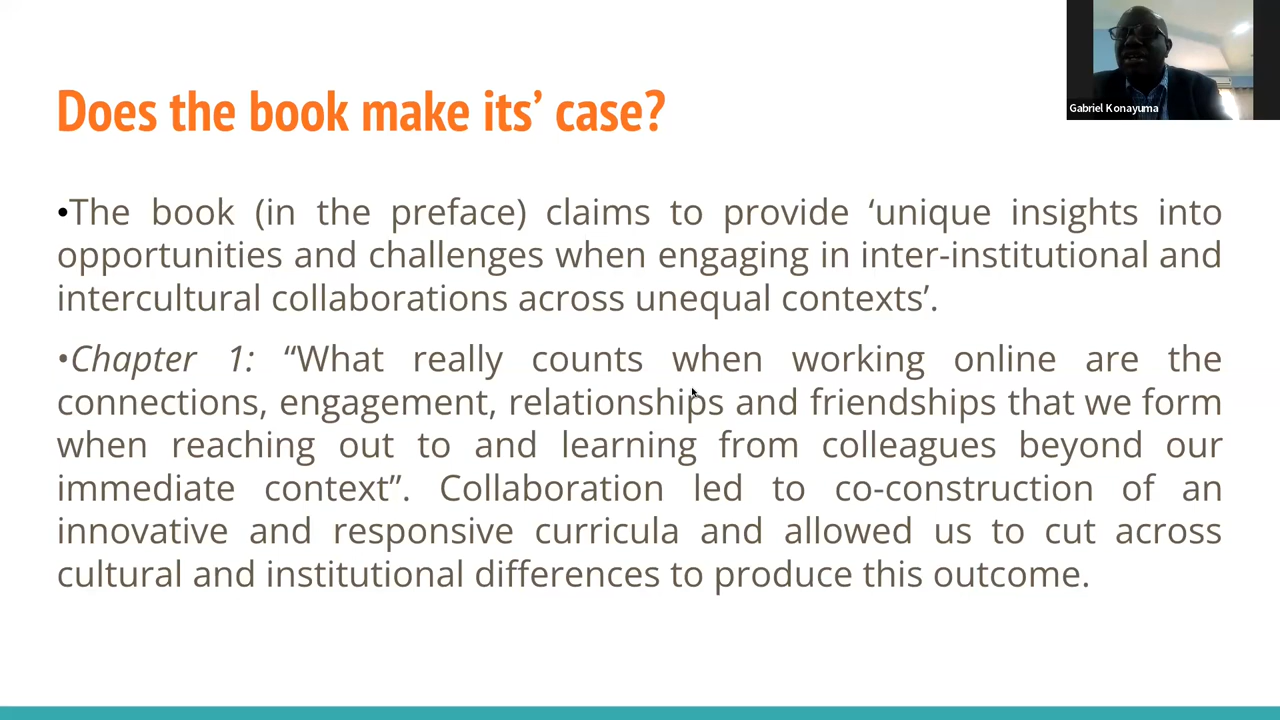 Gabriel Konayuma
Does the book make its’ case?
•The book (in the preface) claims to provide ‘unique insights into
opportunities and challenges when engaging in inter-institutional and
intercultural collaborations across unequal contexts’.
•Chapter 1: “What really counts when working online are the
connections, engagement, relationships and friendships that we form
when reaching out to and learning from colleagues beyond our
immediate context”. Collaboration led to co-construction of an
innovative and responsive curricula and allowed us to cut across
cultural and institutional differences to produce this outcome.